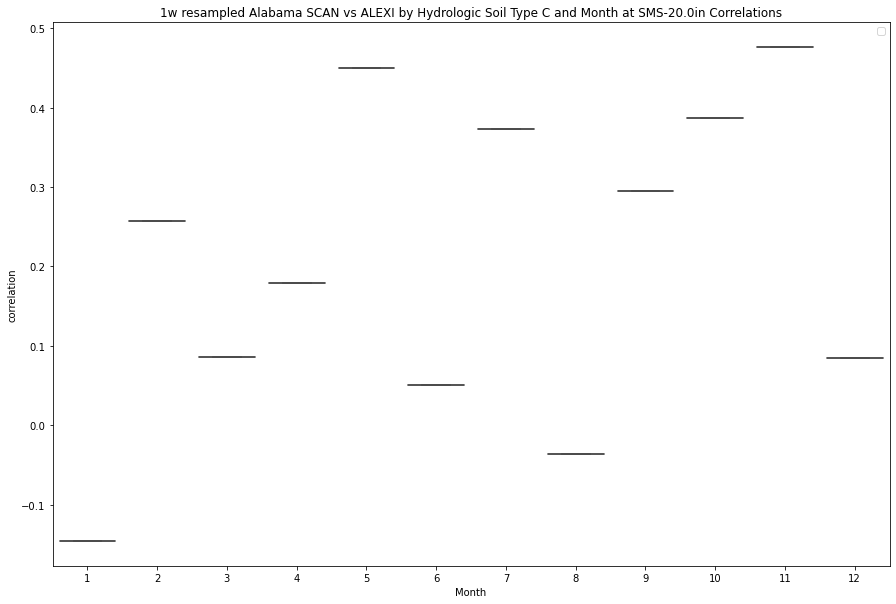 1w resampled Alabama SCAN vs ALEXI by Hydrologic Soil Type C and Month at SMS-20.0in Correlations
0.5
0.4
0.3
0.2
0.1
0.0
−0.1
correlation
1 2 3 4 5 6 7 8 9 10 11 12
Month